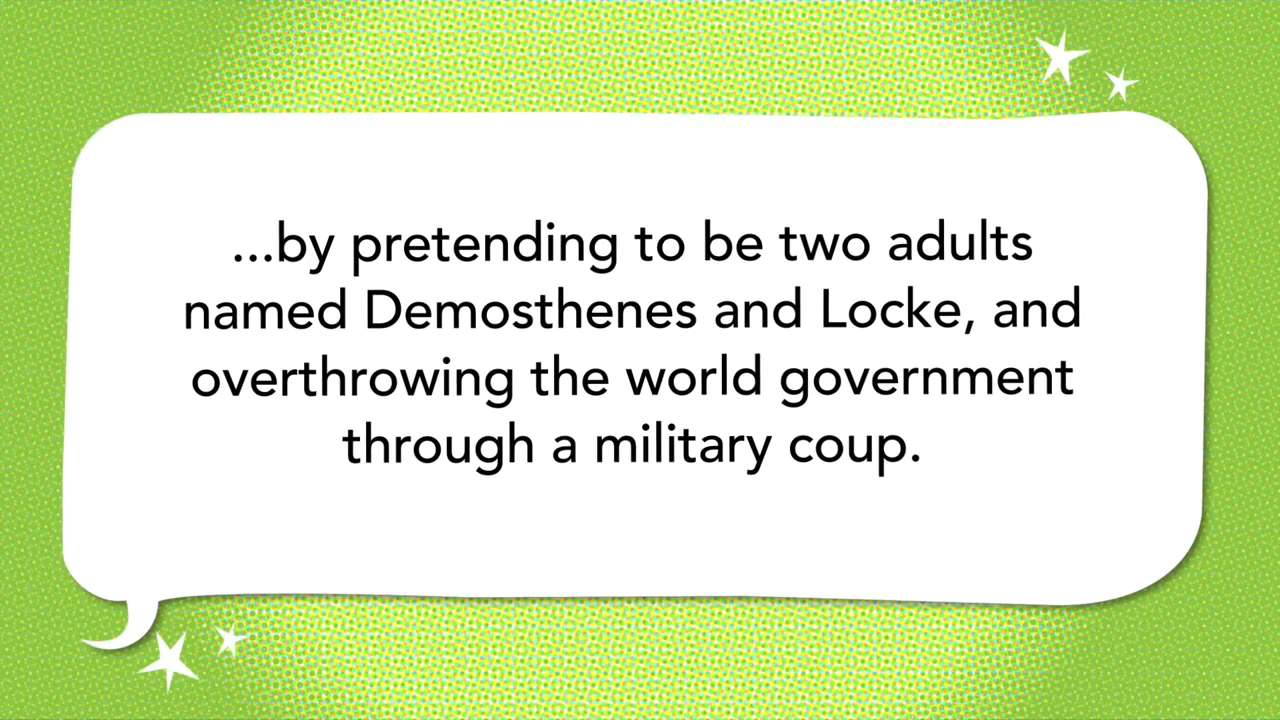 ...by pretending to be two adults
named Demosthenes and Locke, and
overthrowing the world government
through a military coup.